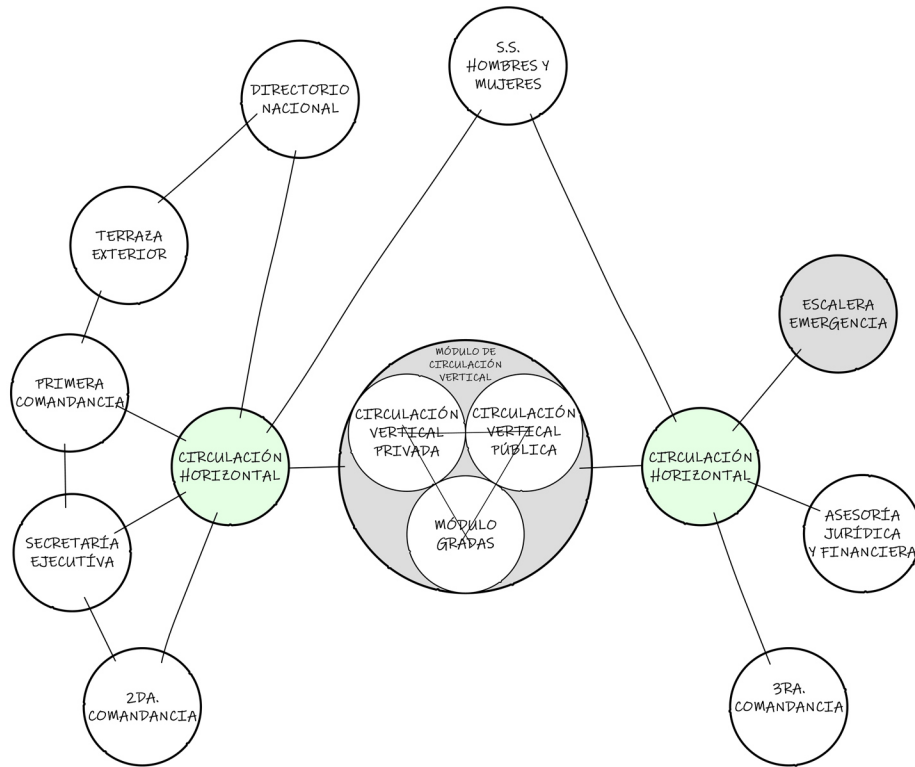 S.S.
HOMBRES Y
MUJERES
DIRECTORIO
NACIONAL
TERRAZA
EXTERIOR
ESCALERA
EMERGENCIA
PRIMERA
COMANDANCIA
MÓDULO DE
CIRCULACIÓN
VERTICAL
CIRCULACIÓN
VERTICAL
PRIVADA
CIRCULACIÓN
VERTICAL
PÚBLICA
CIRCULACIÓN
HORIZONTAL
CIRCULACIÓN
HORIZONTAL
MÓDULO
GRADAS
SECRETARÍA
EJECUTÍVA
ASESORÍA
JURÍDICA
Y FINANCIERA
2DA.
COMANDANCIA
3RA.
COMANDANCIA